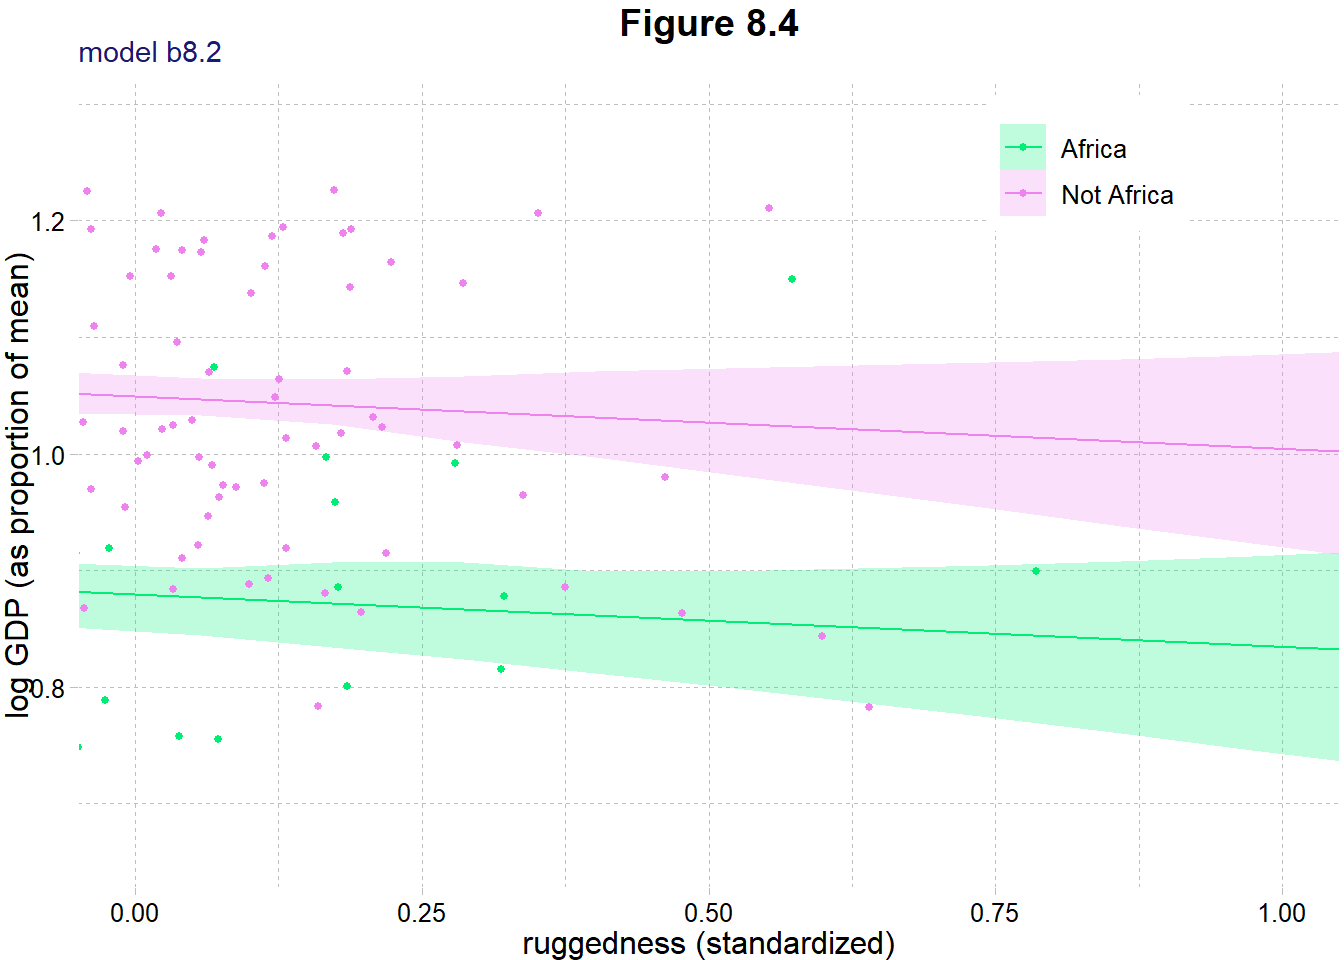 Figure 8.4
model b8.2
Africa
Not Africa
1.2
1.0
0.8
log GDP (as proportion of mean)
0.00 0.25 0.50 0.75 1.00
ruggedness (standardized)